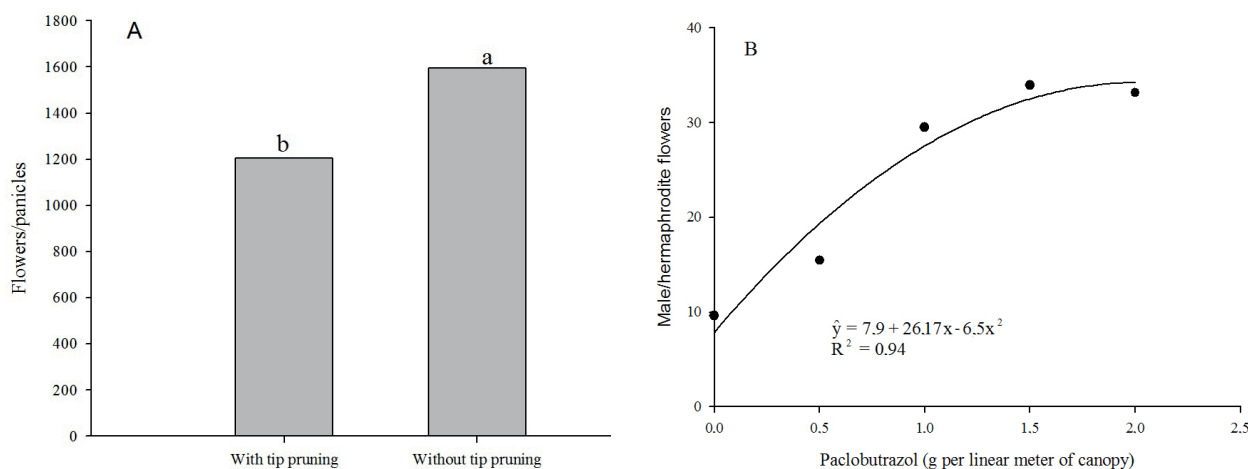 A
Flowers/panicles
1800
1600
1400
1200
1000
800
600
400
200
0
b
a
With tip pruning
Without tip pruning
B
Male/hermaphrodite flowers
40
30
20
10
0
ŷ = 7.9 + 26.17x - 6.5x²
R² = 0.94
0.0 0.5 1.0 1.5 2.0 2.5
Paclobutrazol (g per linear meter of canopy)